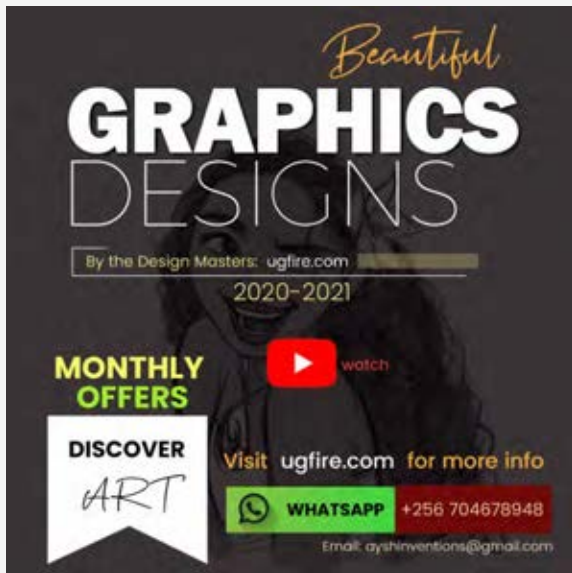 Beautiful
GRAPHICS
DESIGNS
By the Design Masters: ugfire.com
2020-2021
watch
MONTHLY
OFFERS
DISCOVER
ART
Visit ugfire.com for more info
WHATSAPP +256 704678948
Email: ayshinventions@gmail.com